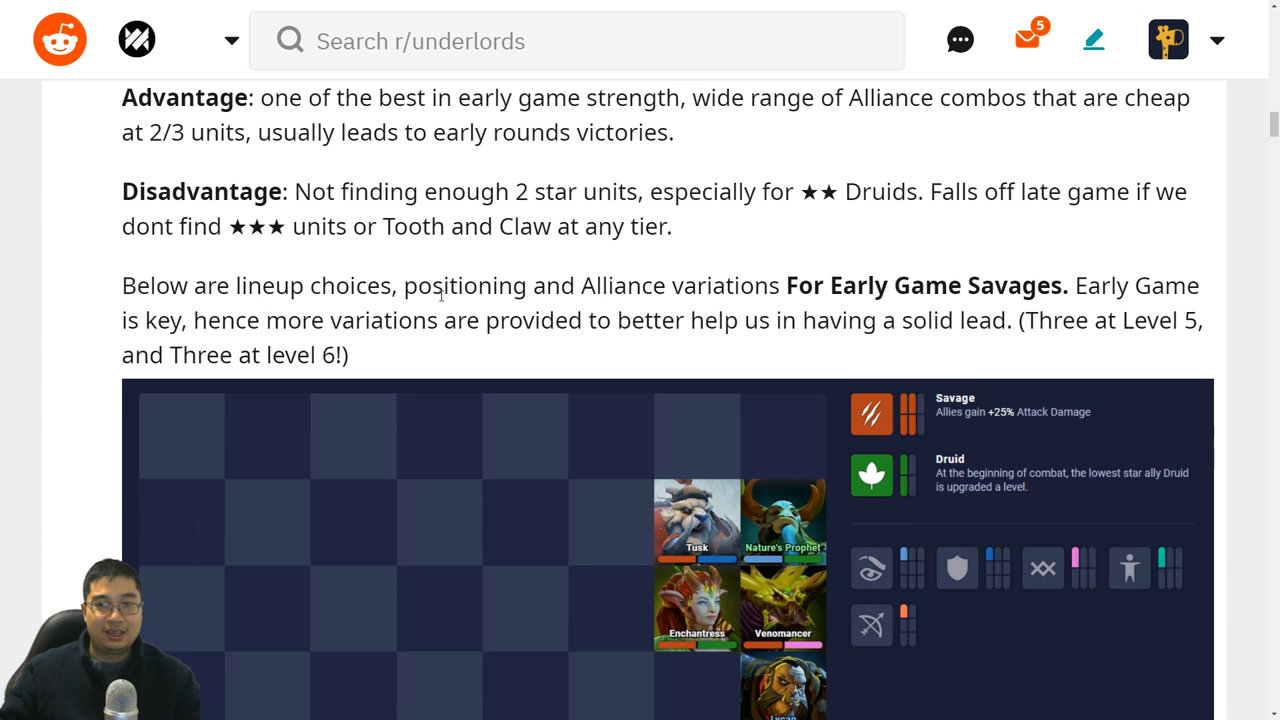 Search r/underlords
5
Advantage: one of the best in early game strength, wide range of Alliance combos that are cheap
at 2/3 units, usually leads to early rounds victories.
Disadvantage: Not finding enough 2 star units, especially for ★★ Druids. Falls off late game if we
dont find ★★★ units or Tooth and Claw at any tier.
Below are lineup choices, positioning and Alliance variations For Early Game Savages. Early Game
is key, hence more variations are provided to better help us in having a solid lead. (Three at Level 5,
and Three at level 6!)
Savage
Allies gain +25% Attack Damage
Druid
At the beginning of combat, the lowest star ally Druid
is upgraded a level.
Tusk
Nature's Prophet
Enchantress
Venomancer
Lycan